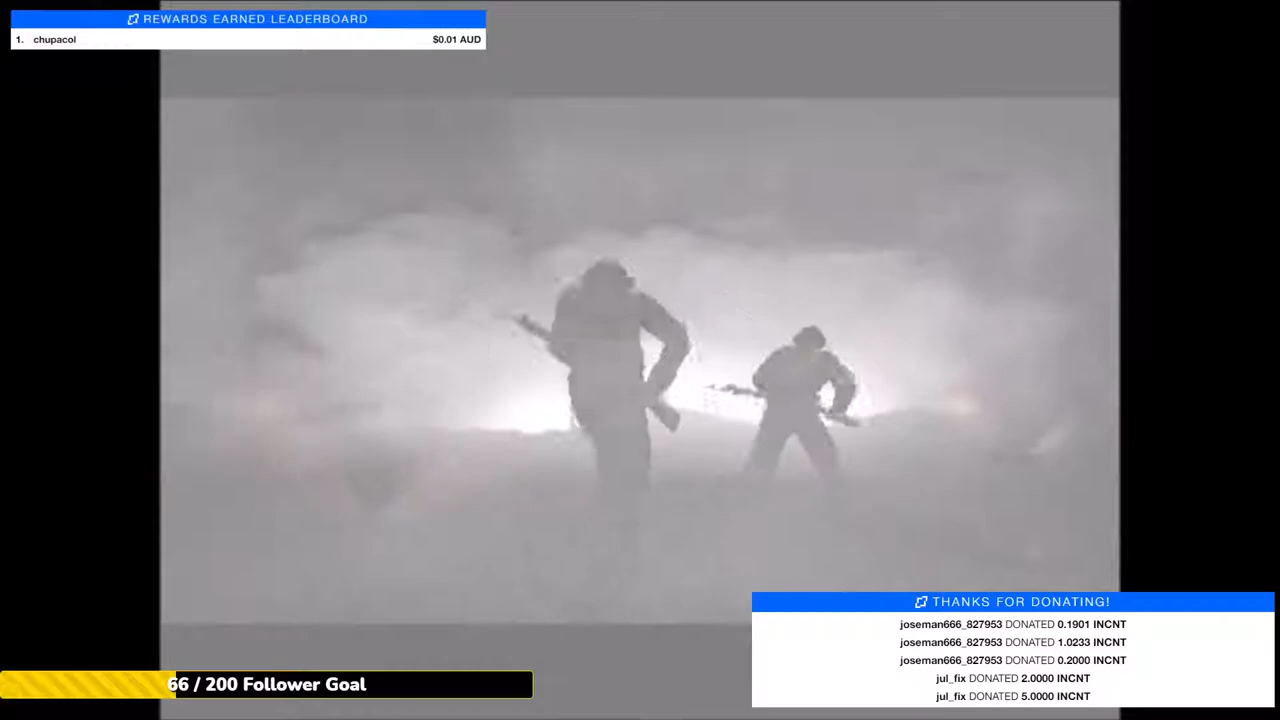 REWARDS EARNED LEADERBOARD
1. chupacol $0.01 AUD
THANKS FOR DONATING!
joseman666_827953 DONATED 0.1901 INCNT
joseman666_827953 DONATED 1.0233 INCNT
joseman666_827953 DONATED 0.2000 INCNT
jul_fix DONATED 2.0000 INCNT
jul_fix DONATED 5.0000 INCNT
66 / 200 Follower Goal